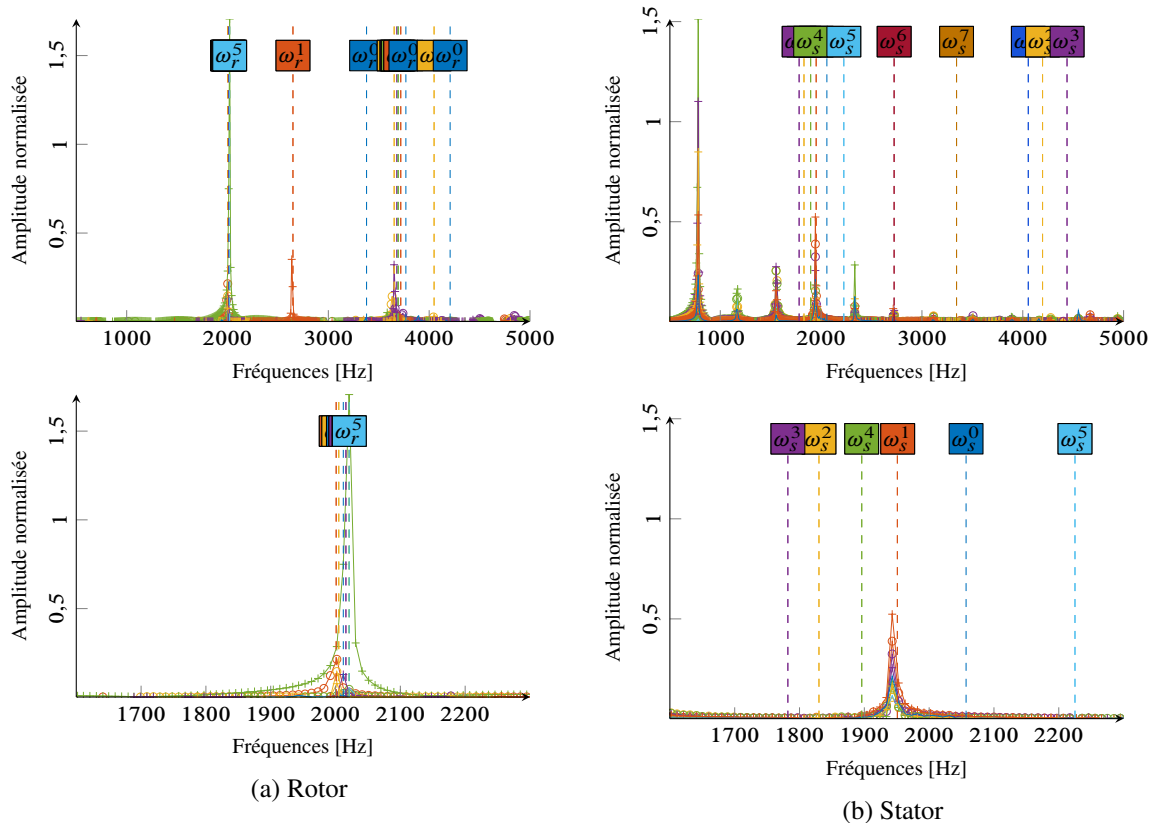 Amplitude normalisée
1,5
1
0,5
ω_r^5
ω_r^1
ω_r^0
ω_r^0
ω_r^0
1000 2000 3000 4000 5000
Fréquences [Hz]
Amplitude normalisée
1,5
1
0,5
ω_s^4
ω_s^5
ω_s^6
ω_s^7
ω_s^3
1000 2000 3000 4000 5000
Fréquences [Hz]
Amplitude normalisée
1,5
1
0,5
ω_r^5
1700 1800 1900 2000 2100 2200
Fréquences [Hz]
(a) Rotor
Amplitude normalisée
1,5
1
0,5
ω_s^3
ω_s^2
ω_s^4
ω_s^1
ω_s^0
ω_s^5
1700 1800 1900 2000 2100 2200
Fréquences [Hz]
(b) Stator